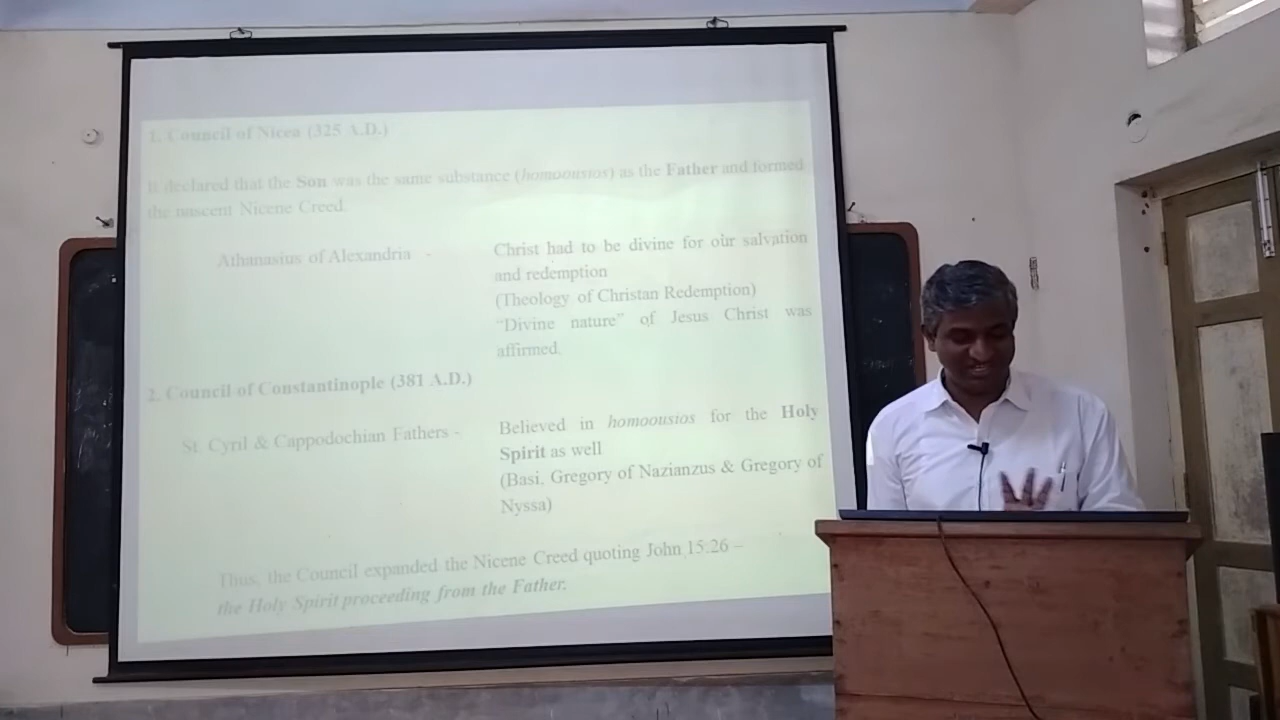 1. Council of Nicea (325 A.D.)
It declared that the Son was the same substance (homoousios) as the Father and formed
the nascent Nicene Creed.
Athanasius of Alexandria -
Christ had to be divine for our salvation
and redemption
(Theology of Christan Redemption)
“Divine nature” of Jesus Christ was
affirmed.
2. Council of Constantinople (381 A.D.)
St. Cyril & Cappodochian Fathers -
Believed in homoousios for the Holy
Spirit as well
(Basi, Gregory of Nazianzus & Gregory of
Nyssa)
Thus, the Council expanded the Nicene Creed quoting John 15:26 –
the Holy Spirit proceeding from the Father.